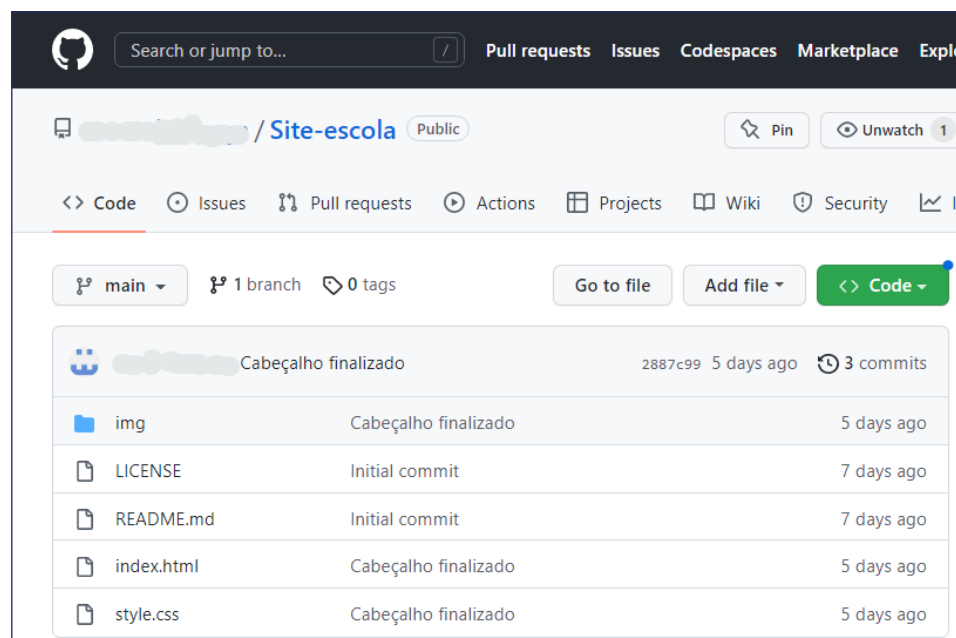 Search or jump to... / Pull requests Issues Codespaces Marketplace
/ Site-escola Public Pin Unwatch 1
Code Issues Pull requests Actions Projects Wiki Security
main 1 branch 0 tags Go to file Add file Code
Cabeçalho finalizado 2887c99 5 days ago 3 commits
img Cabeçalho finalizado 5 days ago
LICENSE Initial commit 7 days ago
README.md Initial commit 7 days ago
index.html Cabeçalho finalizado 5 days ago
style.css Cabeçalho finalizado 5 days ago